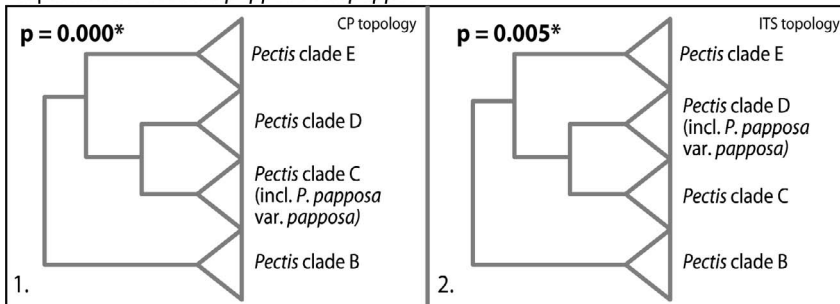 CP topology
p = 0.000*
Pectis clade E
Pectis clade D
Pectis clade C
(incl. P. papposa
var. papposa)
Pectis clade B
1.
ITS topology
p = 0.005*
Pectis clade E
Pectis clade D
(incl. P. papposa
var. papposa)
Pectis clade C
Pectis clade B
2.